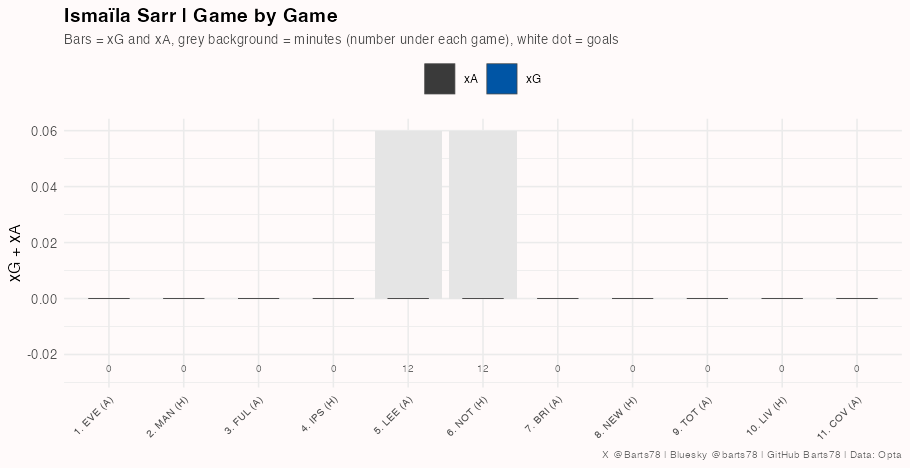 Ismaïla Sarr | Game by Game
Bars = xG and xA, grey background = minutes (number under each game), white dot = goals
xA xG
xG + xA
0.06
0.04
0.02
0.00
-0.02
0 0 0 0 12 12 0 0 0 0 0
1. EVE (A) 2. MAN (H) 3. FUL (A) 4. IPS (H) 5. LEE (A) 6. NOT (H) 7. BRI (A) 8. NEW (H) 9. TOT (A) 10. LIV (H) 11. COV (A)
X @Barts78 | Bluesky @barts78 | GitHub Barts78 | Data: Opta